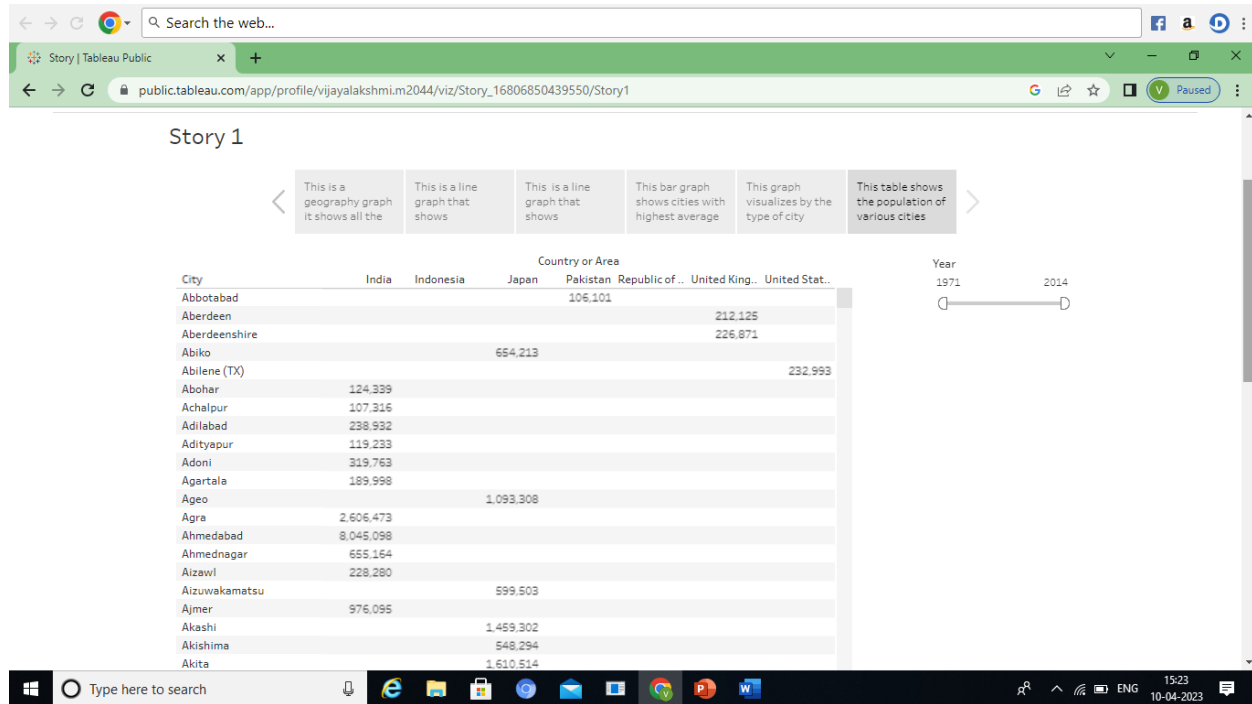 Search the web...
Story | Tableau Public
public.tableau.com/app/profile/vijayalakshmi.m2044/viz/Story_16806850439550/Story1
G
V Paused
Story 1
This is a geography graph it shows all the
This is a line graph that shows
This is a line graph that shows
This bar graph shows cities with highest average
This graph visualizes by the type of city
This table shows the population of various cities
Country or Area
City India Indonesia Japan Pakistan Republic of .. United King.. United Stat..
Abbotabad 106,101
Aberdeen 212,125
Aberdeenshire 226,871
Abiko 654,213
Abilene (TX) 232,993
Abohar 124,339
Achalpur 107,316
Adilabad 238,932
Adityapur 119,233
Adoni 319,763
Agartala 189,998
Ageo 1,093,308
Agra 2,606,473
Ahmedabad 8,045,098
Ahmednagar 655,164
Aizawl 228,280
Aizuwakamatsu 599,503
Ajmer 976,095
Akashi 1,459,302
Akishima 548,294
Akita 1,610,514
Year
1971 2014
Type here to search
ENG
15:23
10-04-2023